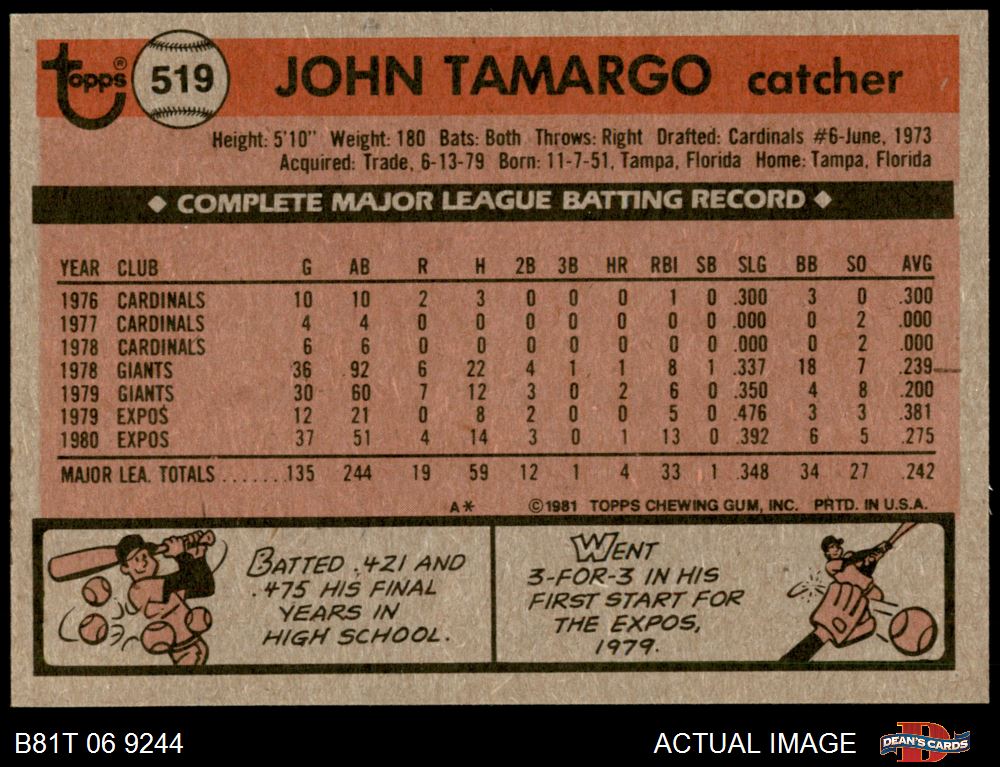 topps®
519
JOHN TAMARGO catcher
Height: 5'10" Weight: 180 Bats: Both Throws: Right Drafted: Cardinals #6-June, 1973
Acquired: Trade, 6-13-79 Born: 11-7-51, Tampa, Florida Home: Tampa, Florida
◆ COMPLETE MAJOR LEAGUE BATTING RECORD ◆
YEAR CLUB G AB R H 2B 3B HR RBI SB SLG BB SO AVG
1976 CARDINALS 10 10 2 3 0 0 0 1 0 .300 3 0 .300
1977 CARDINALS 4 4 0 0 0 0 0 0 0 .000 0 2 .000
1978 CARDINALS 6 6 0 0 0 0 0 0 0 .000 0 2 .000
1978 GIANTS 36 92 6 22 4 1 1 8 1 .337 18 7 .239
1979 GIANTS 30 60 7 12 3 0 2 6 0 .350 4 8 .200
1979 EXPOS 12 21 0 8 2 0 0 5 0 .476 3 3 .381
1980 EXPOS 37 51 4 14 3 0 1 13 0 .392 6 5 .275
MAJOR LEA. TOTALS .......135 244 19 59 12 1 4 33 1 .348 34 27 .242
A* ©1981 TOPPS CHEWING GUM, INC. PRTD. IN U.S.A.
BATTED .421 AND
.475 HIS FINAL
YEARS IN
HIGH SCHOOL.
WENT
3-FOR-3 IN HIS
FIRST START FOR
THE EXPOS,
1979.
B81T 06 9244
ACTUAL IMAGE
DEAN'S CARDS